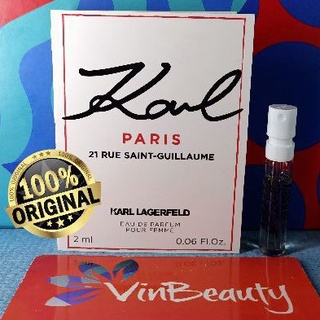 Karl
PARIS
21 RUE SAINT-GUILLAUME
100%
ORIGINAL
KARL LAGERFELD
EAU DE PARFUM
POUR FEMME
2 ml
0.06 Fl.Oz.
VinBeauty